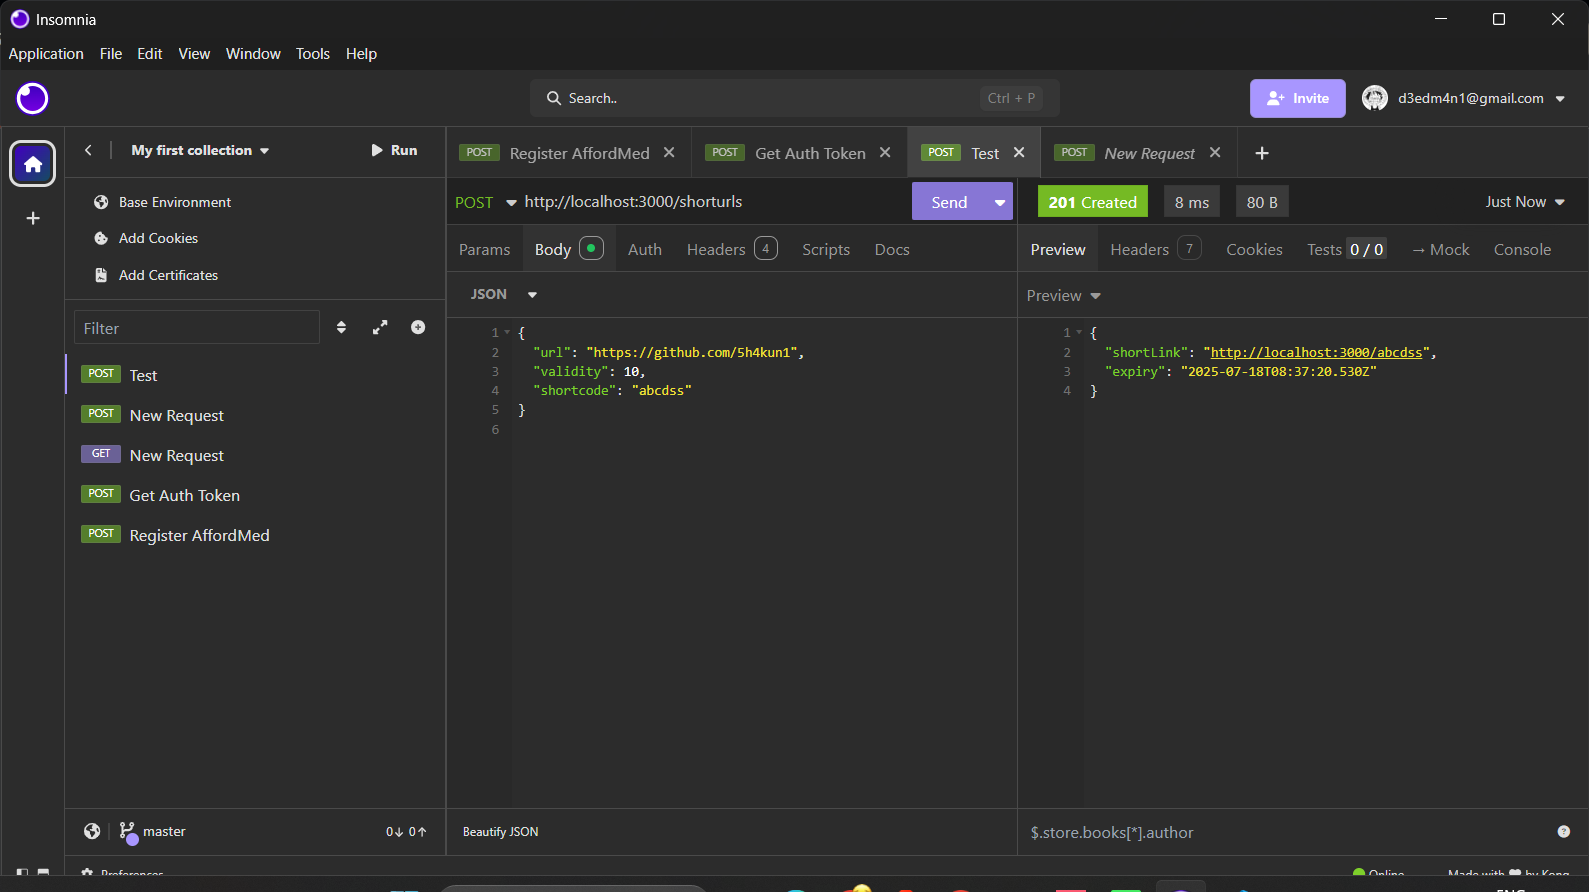 Insomnia
Application File Edit View Window Tools Help
Search..
Ctrl + P
Invite
d3edm4n1@gmail.com
My first collection
Run
Base Environment
Add Cookies
Add Certificates
Filter
POST Test
POST New Request
GET New Request
POST Get Auth Token
POST Register AffordMed
master
0 0
Preferences
POST Register AffordMed
POST Get Auth Token
POST Test
POST New Request
POST http://localhost:3000/shorturls
Send
Params Body Auth Headers 4 Scripts Docs
JSON
1 {
2 "url": "https://github.com/5h4kun1",
3 "validity": 10,
4 "shortcode": "abcdss"
5 }
6
Beautify JSON
201 Created
8 ms
80 B
Just Now
Preview Headers 7 Cookies Tests 0 / 0 → Mock Console
Preview
1 {
2 "shortLink": "http://localhost:3000/abcdss",
3 "expiry": "2025-07-18T08:37:20.530Z"
4 }
$.store.books[*].author
Online
Made with by Kong
ENG